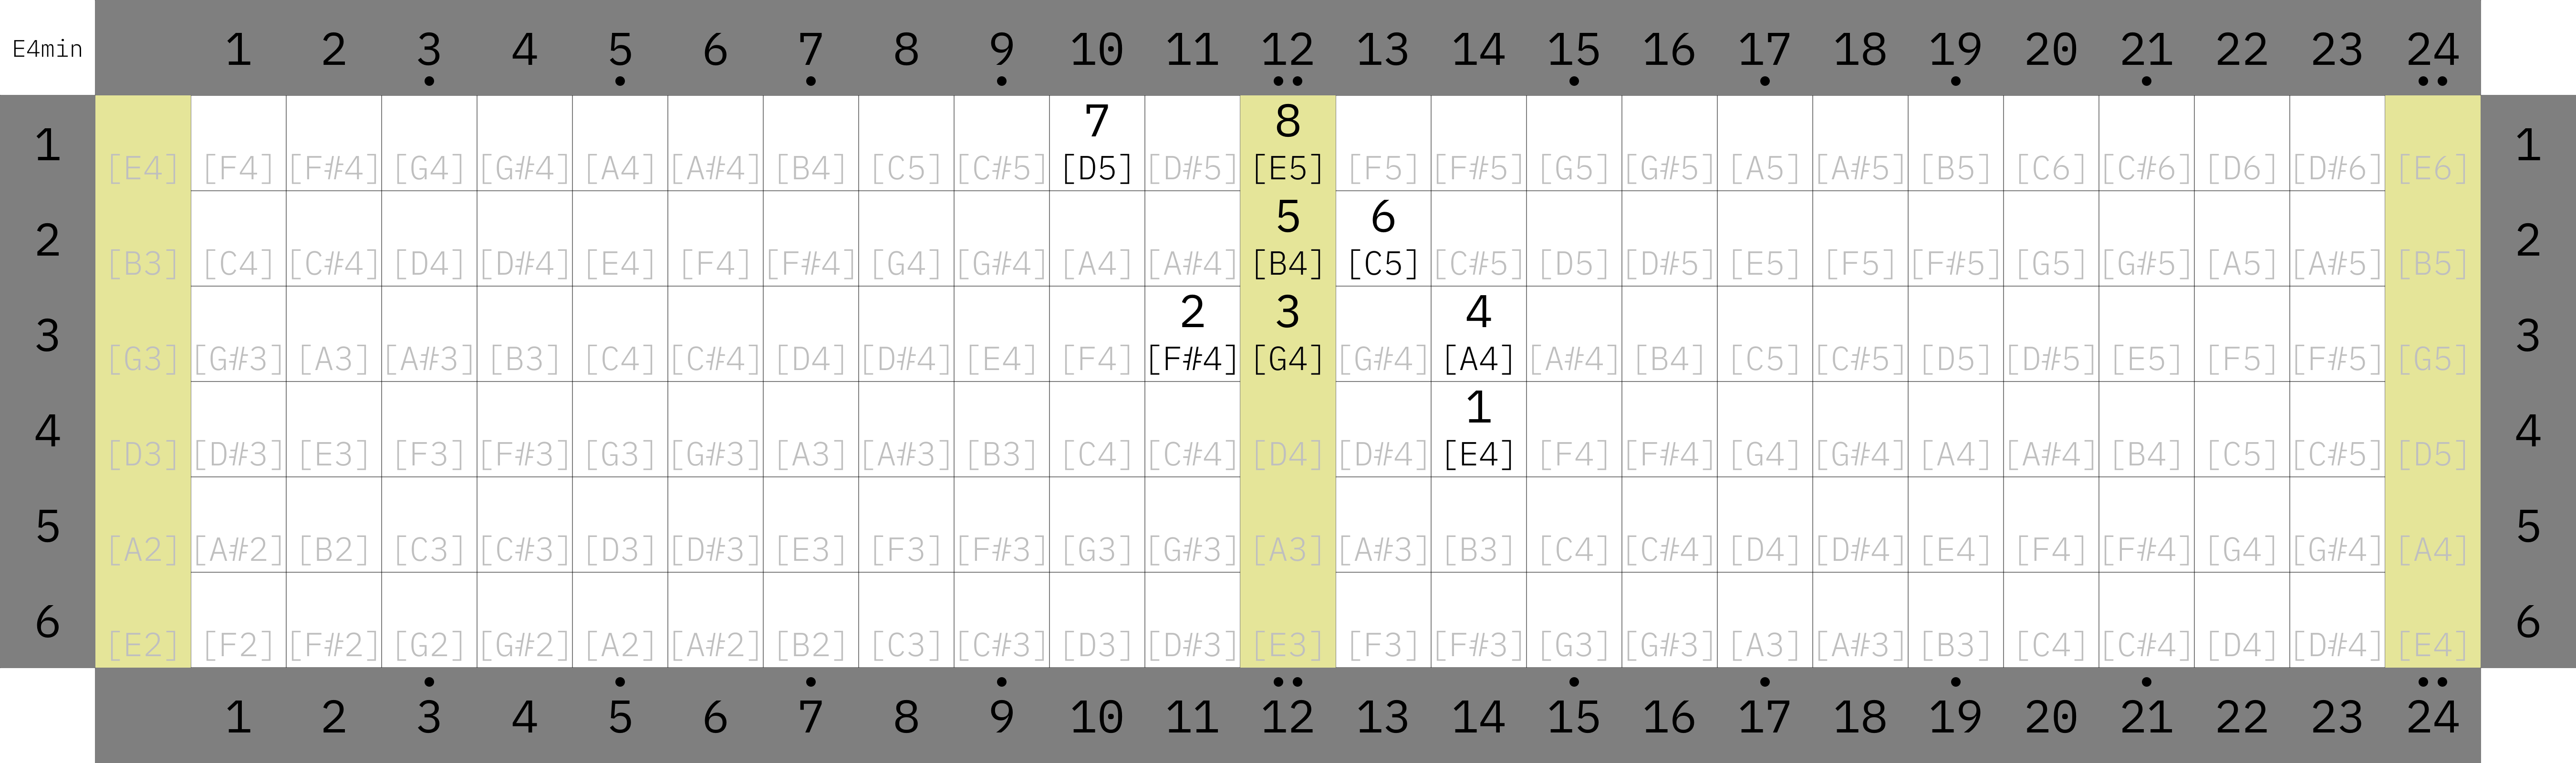 E4min 1 2 3 4 5 6 7 8 9 10 11 12 13 14 15 16 17 18 19 20 21 22 23 24
7 8
1 [E4] [F4] [F#4] [G4] [G#4] [A4] [A#4] [B4] [C5] [C#5] [D5] [D#5] [E5] [F5] [F#5] [G5] [G#5] [A5] [A#5] [B5] [C6] [C#6] [D6] [D#6] [E6] 1
5 6
2 [B3] [C4] [C#4] [D4] [D#4] [E4] [F4] [F#4] [G4] [G#4] [A4] [A#4] [B4] [C5] [C#5] [D5] [D#5] [E5] [F5] [F#5] [G5] [G#5] [A5] [A#5] [B5] 2
2 3 4
3 [G3] [G#3] [A3] [A#3] [B3] [C4] [C#4] [D4] [D#4] [E4] [F4] [F#4] [G4] [G#4] [A4] [A#4] [B4] [C5] [C#5] [D5] [D#5] [E5] [F5] [F#5] [G5] 3
1
4 [D3] [D#3] [E3] [F3] [F#3] [G3] [G#3] [A3] [A#3] [B3] [C4] [C#4] [D4] [D#4] [E4] [F4] [F#4] [G4] [G#4] [A4] [A#4] [B4] [C5] [C#5] [D5] 4
5 [A2] [A#2] [B2] [C3] [C#3] [D3] [D#3] [E3] [F3] [F#3] [G3] [G#3] [A3] [A#3] [B3] [C4] [C#4] [D4] [D#4] [E4] [F4] [F#4] [G4] [G#4] [A4] 5
6 [E2] [F2] [F#2] [G2] [G#2] [A2] [A#2] [B2] [C3] [C#3] [D3] [D#3] [E3] [F3] [F#3] [G3] [G#3] [A3] [A#3] [B3] [C4] [C#4] [D4] [D#4] [E4] 6
1 2 3 4 5 6 7 8 9 10 11 12 13 14 15 16 17 18 19 20 21 22 23 24